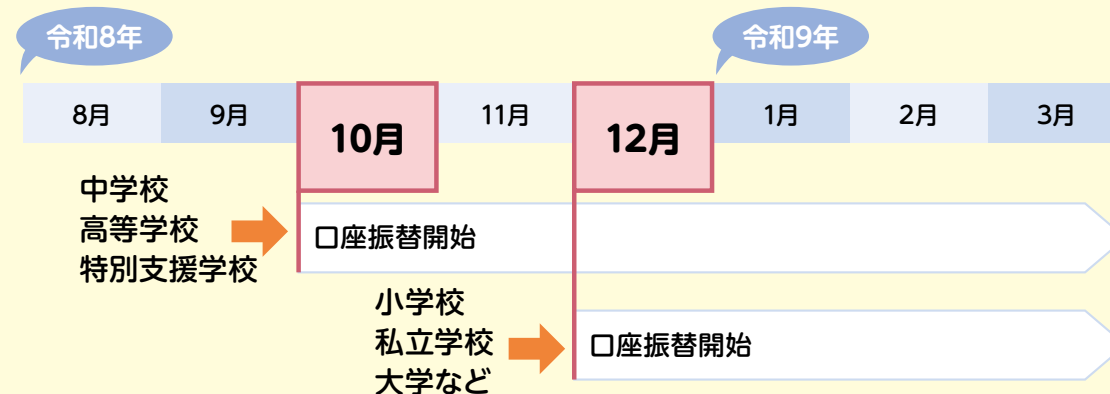 令和8年
令和9年
8月
9月
10月
11月
12月
1月
2月
3月
中学校
高等学校
特別支援学校
口座振替開始
小学校
私立学校
大学など
口座振替開始